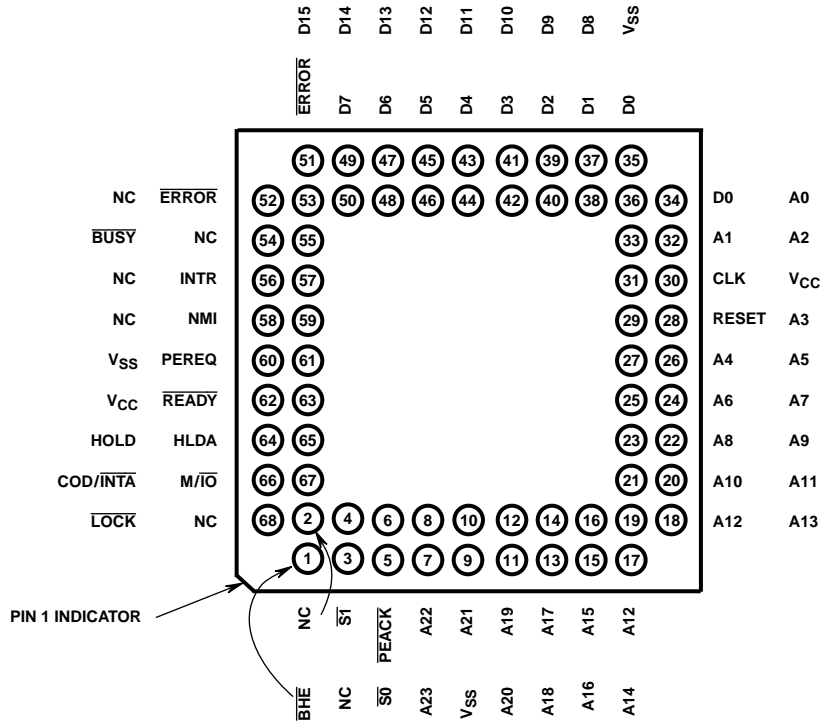 D15 D14 D13 D12 D11 D10 D9 D8 VSS
ERROR D7 D6 D5 D4 D3 D2 D1 D0
51 49 47 45 43 41 39 37 35
NC ERROR 52 53 50 48 46 44 42 40 38 36 34 D0 A0
BUSY NC 54 55 33 32 A1 A2
NC INTR 56 57 31 30 CLK VCC
NC NMI 58 59 29 28 RESET A3
VSS PEREQ 60 61 27 26 A4 A5
VCC READY 62 63 25 24 A6 A7
HOLD HLDA 64 65 23 22 A8 A9
COD/INTA M/IO 66 67 21 20 A10 A11
LOCK NC 68 2 4 6 8 10 12 14 16 19 18 A12 A13
1 3 5 7 9 11 13 15 17
PIN 1 INDICATOR
NC S1 PEACK A22 A21 A19 A17 A15 A12
BHE NC S0 A23 VSS A20 A18 A16 A14